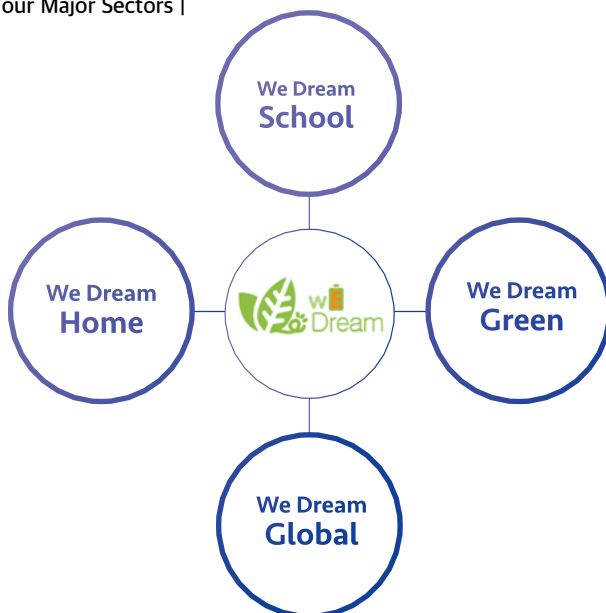 our Major Sectors |
We Dream
School
We Dream
Home
we
Dream
We Dream
Green
We Dream
Global